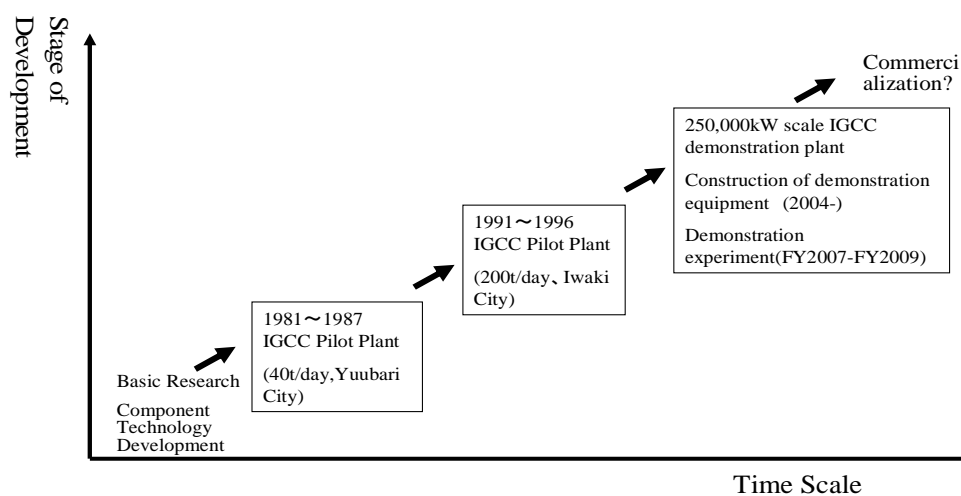 Stage of
Development
Commerci
alization?
250,000kW scale IGCC
demonstration plant
Construction of demonstration
equipment (2004-)
Demonstration
experiment(FY2007-FY2009)
1991～1996
IGCC Pilot Plant
(200t/day、Iwaki
City)
1981～1987
IGCC Pilot Plant
(40t/day,Yuubari
City)
Basic Research
Component
Technology
Development
Time Scale